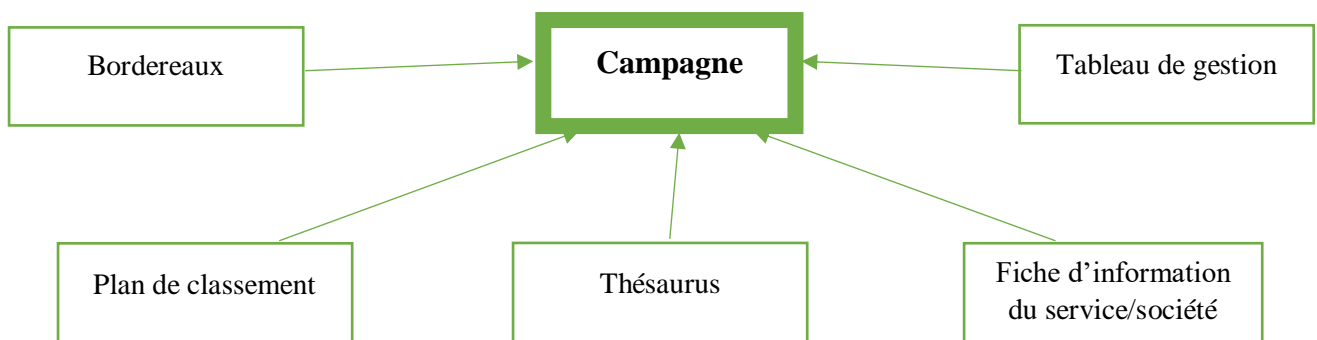 Bordereaux
Campagne
Tableau de gestion
Plan de classement
Thésaurus
Fiche d’information
du service/société